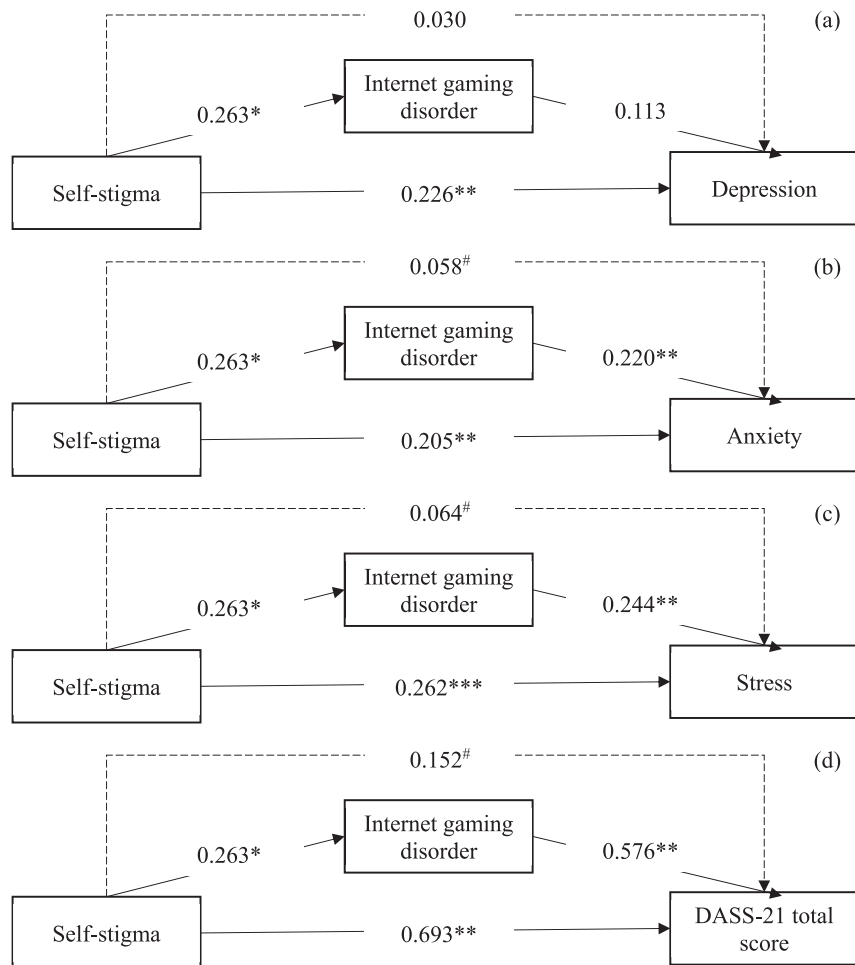 0.030
(a)
Internet gaming
disorder
0.263*
0.113
Self-stigma
0.226**
Depression
0.058#
(b)
Internet gaming
disorder
0.263*
0.220**
Self-stigma
0.205**
Anxiety
0.064#
(c)
Internet gaming
disorder
0.263*
0.244**
Self-stigma
0.262***
Stress
0.152#
(d)
Internet gaming
disorder
0.263*
0.576**
Self-stigma
0.693**
DASS-21 total
score